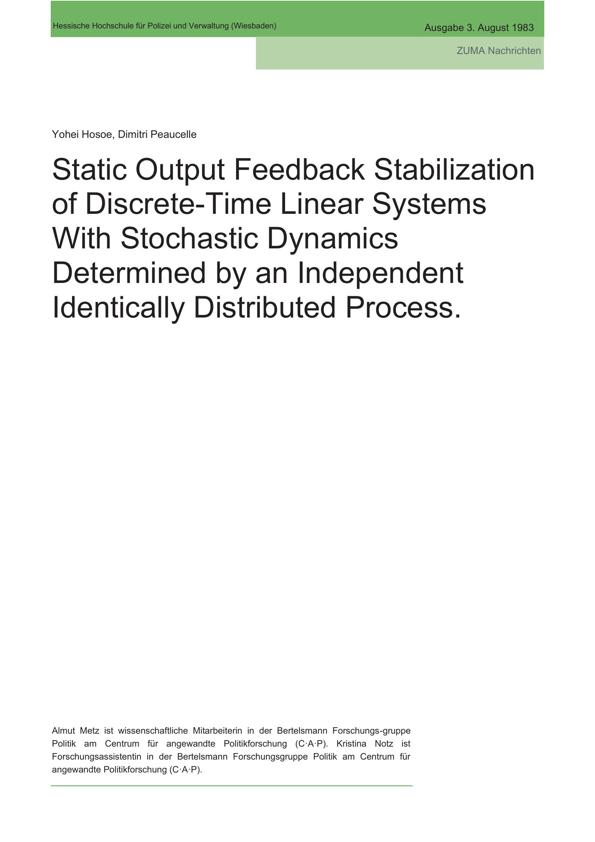 Hessische Hochschule für Polizei und Verwaltung (Wiesbaden)
Ausgabe 3. August 1983
ZUMA Nachrichten
Yohei Hosoe, Dimitri Peaucelle
Static Output Feedback Stabilization
of Discrete-Time Linear Systems
With Stochastic Dynamics
Determined by an Independent
Identically Distributed Process.
Almut Metz ist wissenschaftliche Mitarbeiterin in der Bertelsmann Forschungs-gruppe
Politik am Centrum für angewandte Politikforschung (C·A·P). Kristina Notz ist
Forschungsassistentin in der Bertelsmann Forschungsgruppe Politik am Centrum für
angewandte Politikforschung (C·A·P).